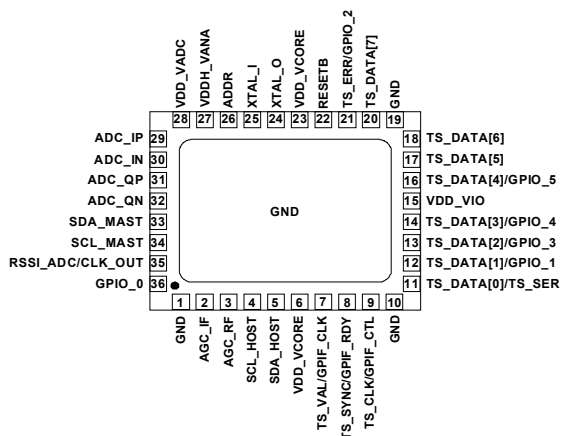 VDD_VADC
VDDH_VANA
ADDR
XTAL_I
XTAL_O
VDD_VCORE
RESETB
TS_ERR/GPIO_2
TS_DATA[7]
GND
28 27 26 25 24 23 22 21 20 19
ADC_IP 29
ADC_IN 30
ADC_QP 31
ADC_QN 32
SDA_MAST 33
SCL_MAST 34
RSSI_ADC/CLK_OUT 35
GPIO_0 36
GND
18 TS_DATA[6]
17 TS_DATA[5]
16 TS_DATA[4]/GPIO_5
15 VDD_VIO
14 TS_DATA[3]/GPIO_4
13 TS_DATA[2]/GPIO_3
12 TS_DATA[1]/GPIO_1
11 TS_DATA[0]/TS_SER
1 2 3 4 5 6 7 8 9 10
GND
AGC_IF
AGC_RF
SCL_HOST
SDA_HOST
VDD_VCORE
TS_VAL/GPIF_CLK
TS_SYNC/GPIF_RDY
TS_CLK/GPIF_CTL
GND